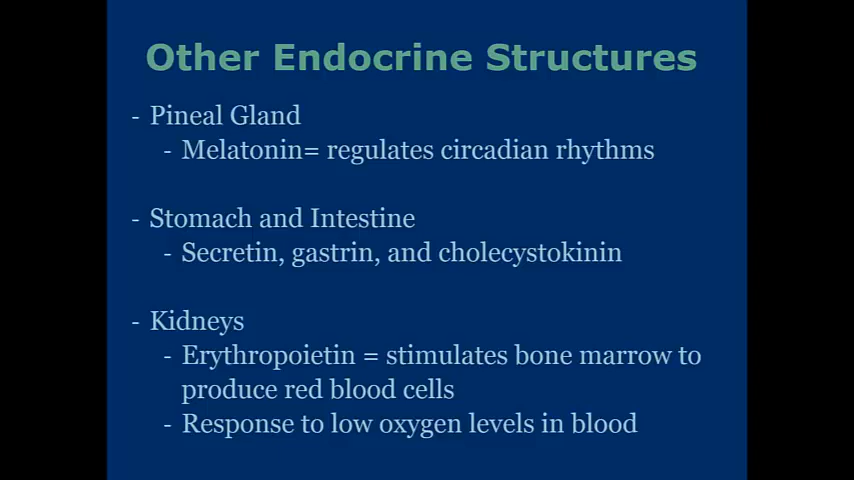 Other Endocrine Structures
- Pineal Gland
- Melatonin= regulates circadian rhythms
- Stomach and Intestine
- Secretin, gastrin, and cholecystokinin
- Kidneys
- Erythropoietin = stimulates bone marrow to
produce red blood cells
- Response to low oxygen levels in blood